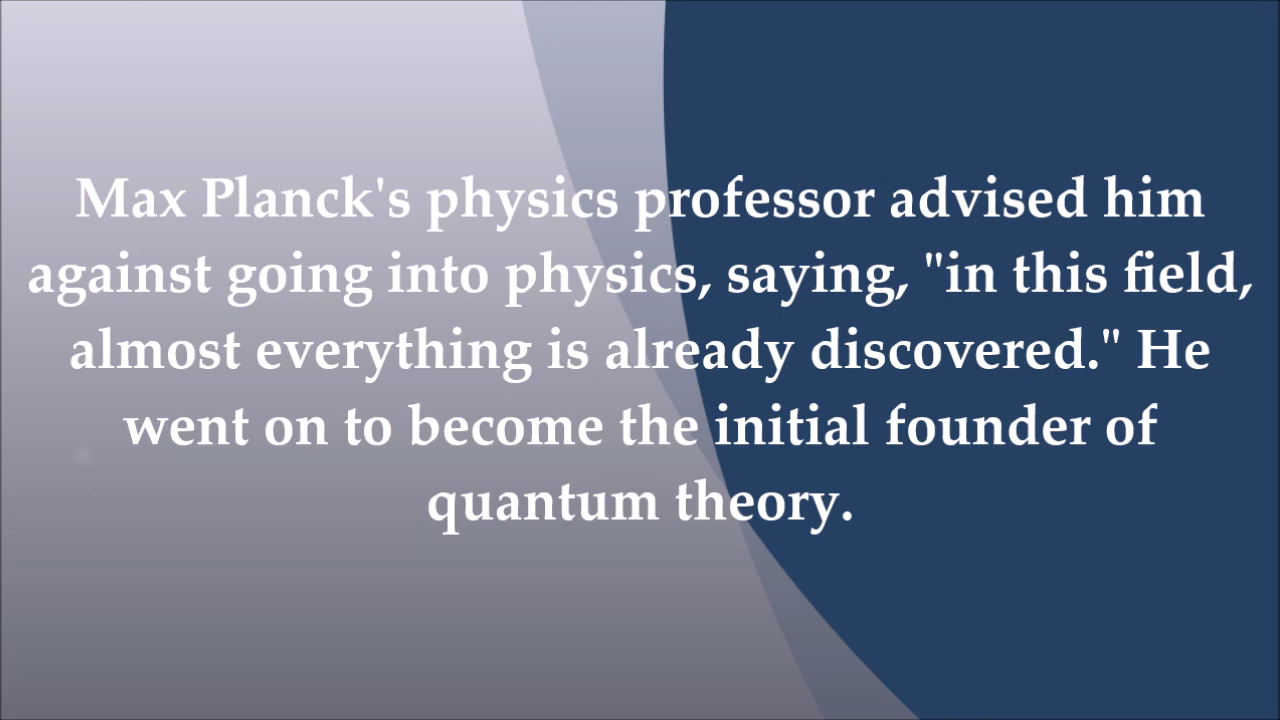 Max Planck's physics professor advised him
against going into physics, saying, "in this field,
almost everything is already discovered." He
went on to become the initial founder of
quantum theory.